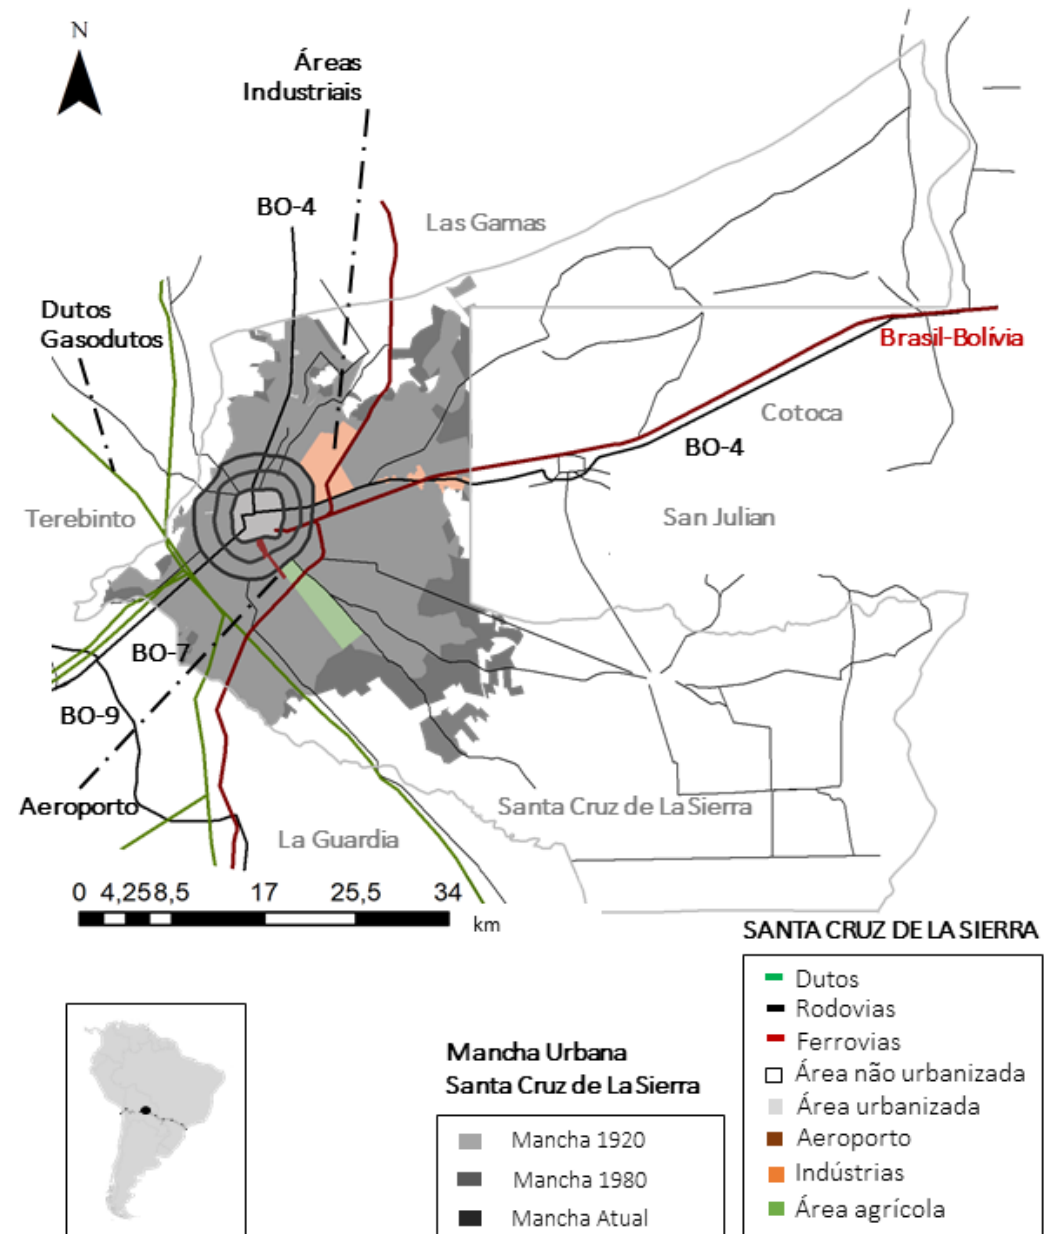 N
Áreas
Industriais
BO-4
Las Gamas
Dutos
Gasodutos
Brasil-Bolívia
Cotoca
BO-4
Terebinto
San Julian
BO-7
BO-9
Aeroporto
Santa Cruz de La Sierra
La Guardia
0 4,25 8,5 17 25,5 34
km
SANTA CRUZ DE LA SIERRA
Dutos
Rodovias
Ferrovias
Área não urbanizada
Área urbanizada
Aeroporto
Indústrias
Área agrícola
Mancha Urbana
Santa Cruz de La Sierra
Mancha 1920
Mancha 1980
Mancha Atual